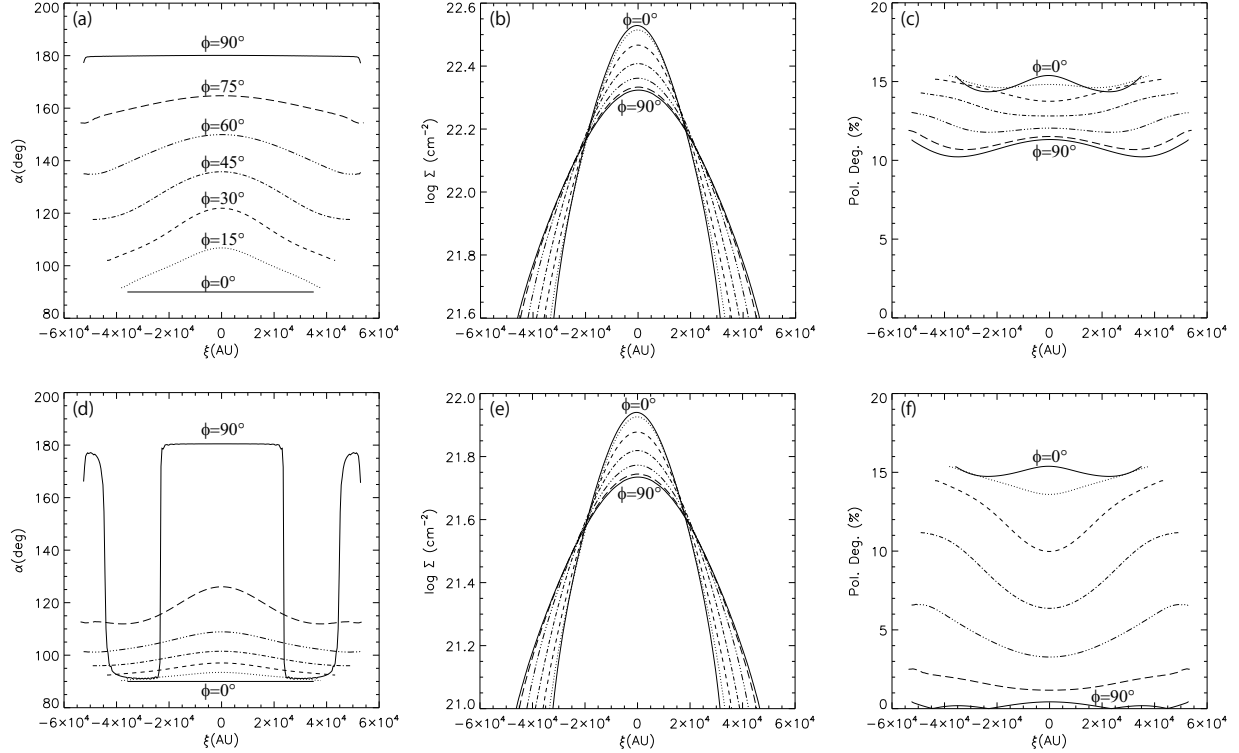 (a)
200
180
160
140
120
100
80
α(deg)
ϕ=90°
ϕ=75°
ϕ=60°
ϕ=45°
ϕ=30°
ϕ=15°
ϕ=0°
−6×10⁴ −4×10⁴ −2×10⁴ 0 2×10⁴ 4×10⁴ 6×10⁴
ξ(AU)
(b)
22.6
22.4
22.2
22.0
21.8
21.6
log Σ (cm⁻²)
ϕ=0°
ϕ=90°
−6×10⁴ −4×10⁴ −2×10⁴ 0 2×10⁴ 4×10⁴ 6×10⁴
ξ(AU)
(c)
20
15
10
5
0
Pol. Deg. (%)
ϕ=0°
ϕ=90°
−6×10⁴ −4×10⁴ −2×10⁴ 0 2×10⁴ 4×10⁴ 6×10⁴
ξ(AU)
(d)
200
180
160
140
120
100
80
α(deg)
ϕ=90°
ϕ=0°
−6×10⁴ −4×10⁴ −2×10⁴ 0 2×10⁴ 4×10⁴ 6×10⁴
ξ(AU)
(e)
22.0
21.8
21.6
21.4
21.2
21.0
log Σ (cm⁻²)
ϕ=0°
ϕ=90°
−6×10⁴ −4×10⁴ −2×10⁴ 0 2×10⁴ 4×10⁴ 6×10⁴
ξ(AU)
(f)
20
15
10
5
0
Pol. Deg. (%)
ϕ=0°
ϕ=90°
−6×10⁴ −4×10⁴ −2×10⁴ 0 2×10⁴ 4×10⁴ 6×10⁴
ξ(AU)